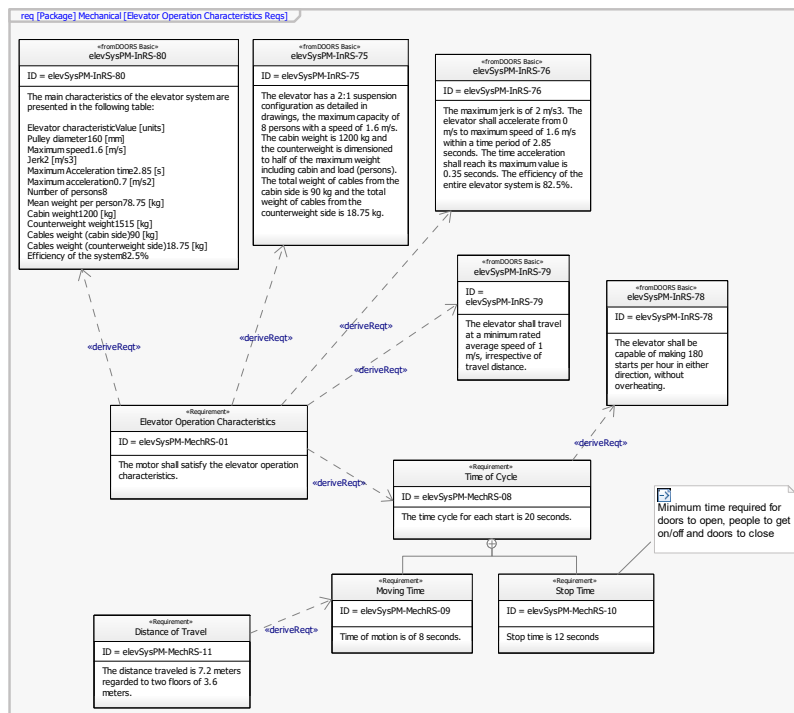 req [Package] Mechanical [Elevator Operation Characteristics Reqs]
«fromDOORS Basic»
elevSysPM-InRS-80
ID = elevSysPM-InRS-80
The main characteristics of the elevator system are
presented in the following table:
Elevator characteristicValue [units]
Pulley diameter160 [mm]
Maximum speed1.6 [m/s]
Jerk2 [m/s3]
Maximum Acceleration time2.85 [s]
Maximum acceleration0.7 [m/s2]
Number of persons8
Mean weight per person78.75 [kg]
Cabin weight1200 [kg]
Counterweight weight1515 [kg]
Cables weight (cabin side)90 [kg]
Cables weight (counterweight side)18.75 [kg]
Efficiency of the system82.5%
«fromDOORS Basic»
elevSysPM-InRS-75
ID = elevSysPM-InRS-75
The elevator has a 2:1 suspension
configuration as detailed in
drawings, the maximum capacity of
8 persons with a speed of 1.6 m/s.
The cabin weight is 1200 kg and
the counterweight is dimensioned
to half of the maximum weight
including cabin and load (persons).
The total weight of cables from the
cabin side is 90 kg and the total
weight of cables from the
counterweight side is 18.75 kg.
«fromDOORS Basic»
elevSysPM-InRS-76
ID = elevSysPM-InRS-76
The maximum jerk is of 2 m/s3. The
elevator shall accelerate from 0
m/s to maximum speed of 1.6 m/s
within a time period of 2.85
seconds. The time acceleration
shall reach its maximum value is
0.35 seconds. The efficiency of the
entire elevator system is 82.5%.
«fromDOORS Basic»
elevSysPM-InRS-79
ID =
elevSysPM-InRS-79
The elevator shall travel
at a minimum rated
average speed of 1
m/s, irrespective of
travel distance.
«fromDOORS Basic»
elevSysPM-InRS-78
ID = elevSysPM-InRS-78
The elevator shall be
capable of making 180
starts per hour in either
direction, without
overheating.
«deriveReqt»
«deriveReqt»
«deriveReqt»
«deriveReqt»
«Requirement»
Elevator Operation Characteristics
ID = elevSysPM-MechRS-01
The motor shall satisfy the elevator operation
characteristics.
«deriveReqt»
«deriveReqt»
«Requirement»
Time of Cycle
ID = elevSysPM-MechRS-08
The time cycle for each start is 20 seconds.
Minimum time required for
doors to open, people to get
on/off and doors to close
«Requirement»
Moving Time
ID = elevSysPM-MechRS-09
Time of motion is of 8 seconds.
«Requirement»
Stop Time
ID = elevSysPM-MechRS-10
Stop time is 12 seconds
«Requirement»
Distance of Travel
ID = elevSysPM-MechRS-11
The distance traveled is 7.2 meters
regarded to two floors of 3.6
meters.
«deriveReqt»